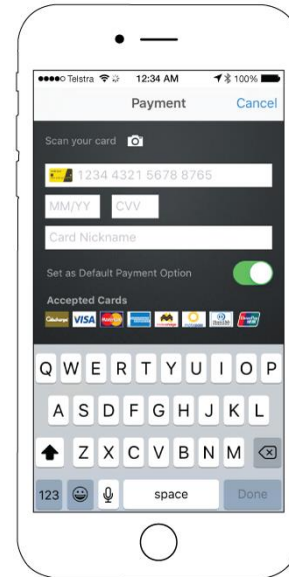 Telstra 12:34 AM 100%
Payment Cancel
Scan your card
1234 4321 5678 8765
MM/YY CVV
Card Nickname
Set as Default Payment Option
Accepted Cards
VISA
Q W E R T Y U I O P
A S D F G H J K L
Z X C V B N M
123 space Done